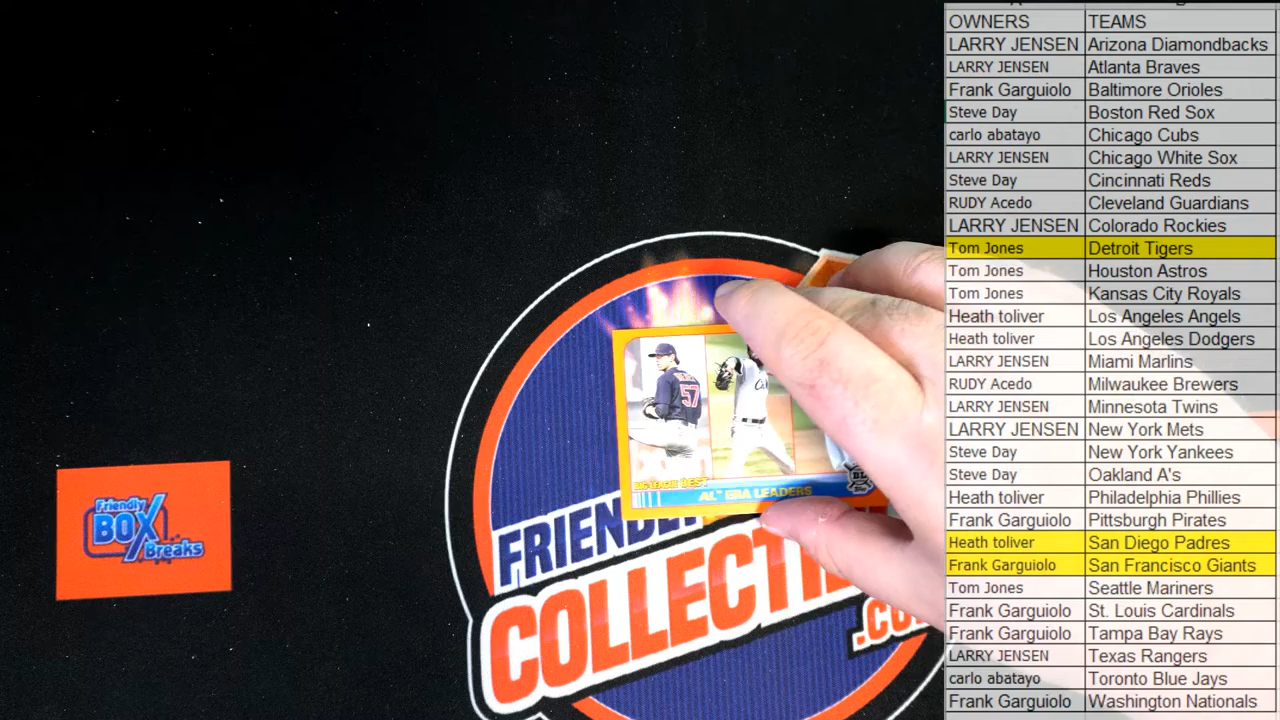 OWNERS TEAMS
LARRY JENSEN Arizona Diamondbacks
LARRY JENSEN Atlanta Braves
Frank Garguiolo Baltimore Orioles
Steve Day Boston Red Sox
carlo abatayo Chicago Cubs
LARRY JENSEN Chicago White Sox
Steve Day Cincinnati Reds
RUDY Acedo Cleveland Guardians
LARRY JENSEN Colorado Rockies
Tom Jones Detroit Tigers
Tom Jones Houston Astros
Tom Jones Kansas City Royals
Heath toliver Los Angeles Angels
Heath toliver Los Angeles Dodgers
LARRY JENSEN Miami Marlins
RUDY Acedo Milwaukee Brewers
LARRY JENSEN Minnesota Twins
LARRY JENSEN New York Mets
Steve Day New York Yankees
Steve Day Oakland A's
Heath toliver Philadelphia Phillies
Frank Garguiolo Pittsburgh Pirates
Heath toliver San Diego Padres
Frank Garguiolo San Francisco Giants
Tom Jones Seattle Mariners
Frank Garguiolo St. Louis Cardinals
Frank Garguiolo Tampa Bay Rays
LARRY JENSEN Texas Rangers
carlo abatayo Toronto Blue Jays
Frank Garguiolo Washington Nationals
57
BIG LEAGUE BEST
AL™ ERA LEADERS
BL
Friendly
BOX
Breaks
FRIENDL
COLLECTI
.CO